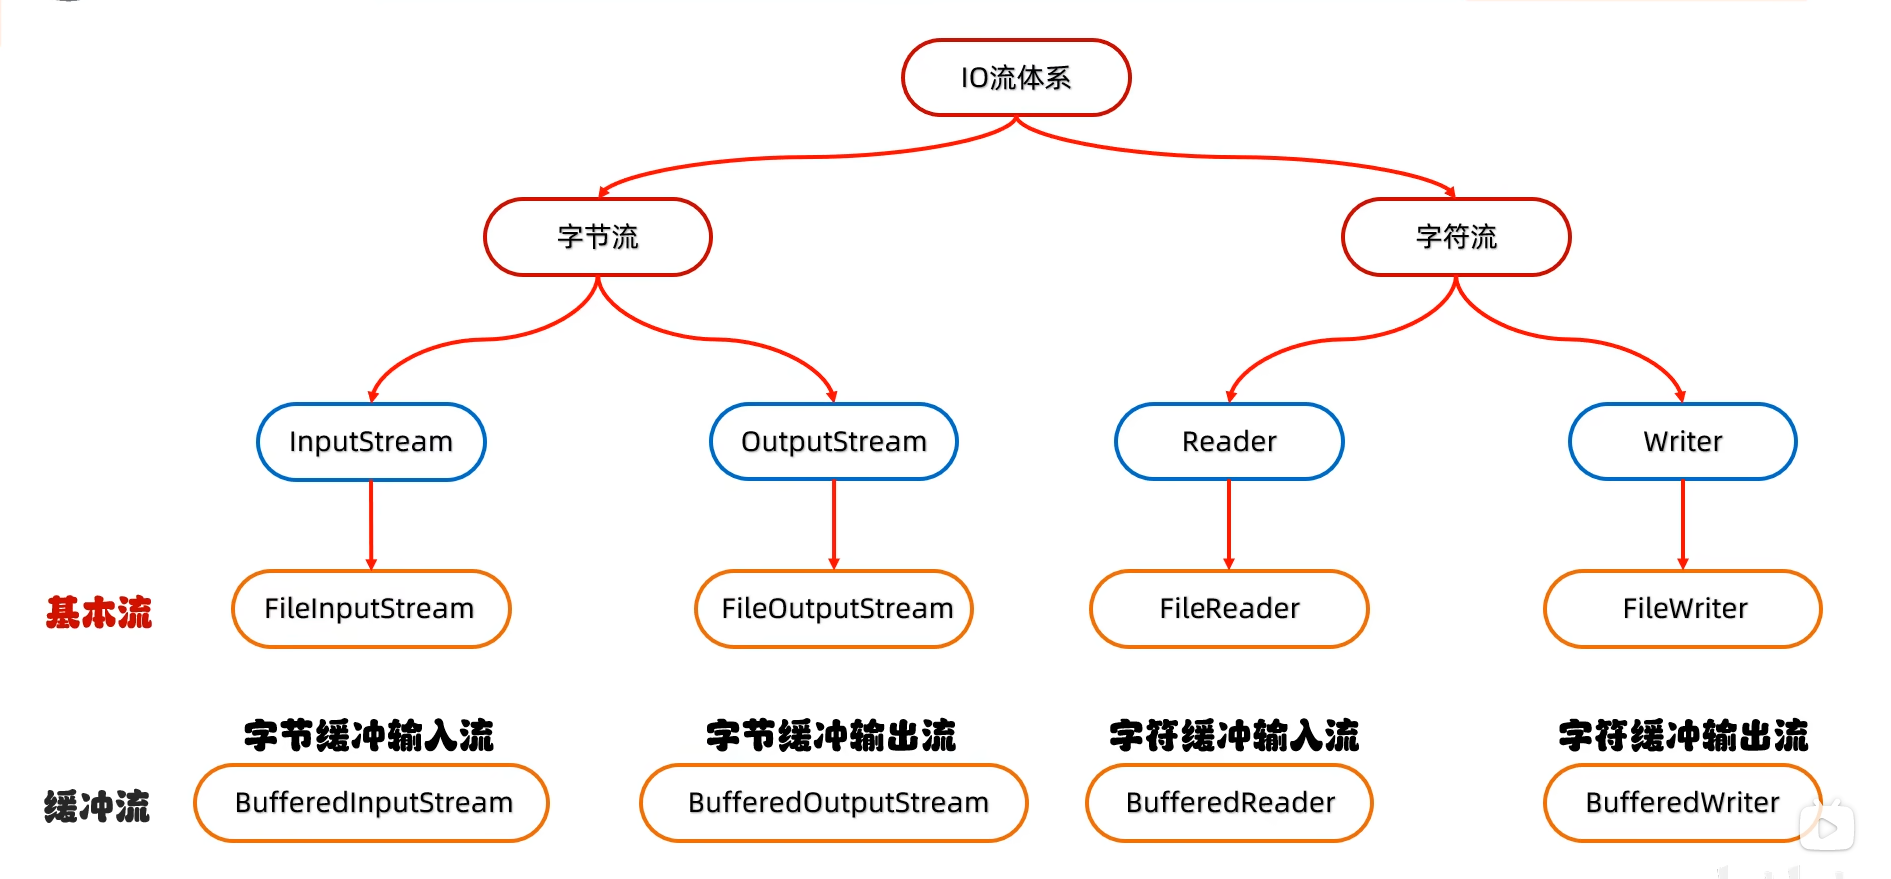 IO流体系
字节流
字符流
InputStream
OutputStream
Reader
Writer
基本流
FileInputStream
FileOutputStream
FileReader
FileWriter
字节缓冲输入流
字节缓冲输出流
字符缓冲输入流
字符缓冲输出流
缓冲流
BufferedInputStream
BufferedOutputStream
BufferedReader
BufferedWriter